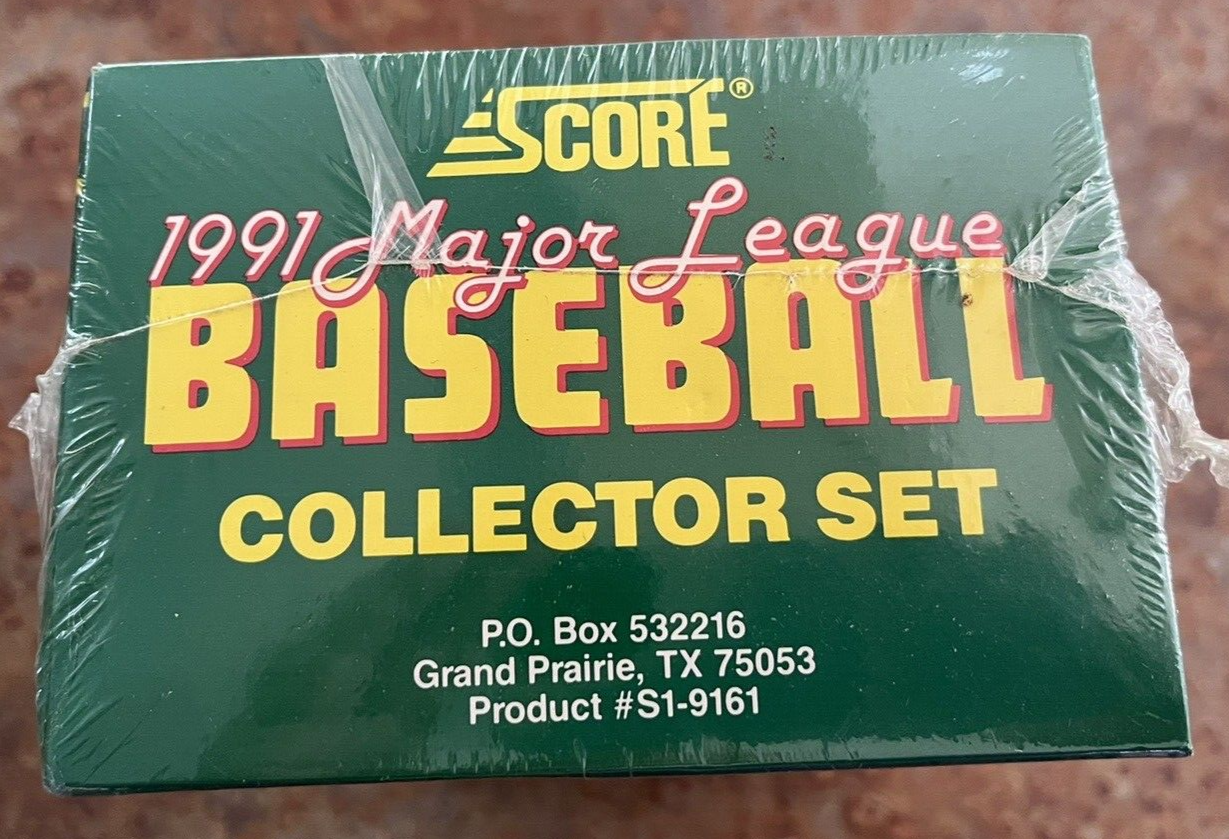 SCORE®
1991 Major League
BASEBALL
COLLECTOR SET
P.O. Box 532216
Grand Prairie, TX 75053
Product #S1-9161